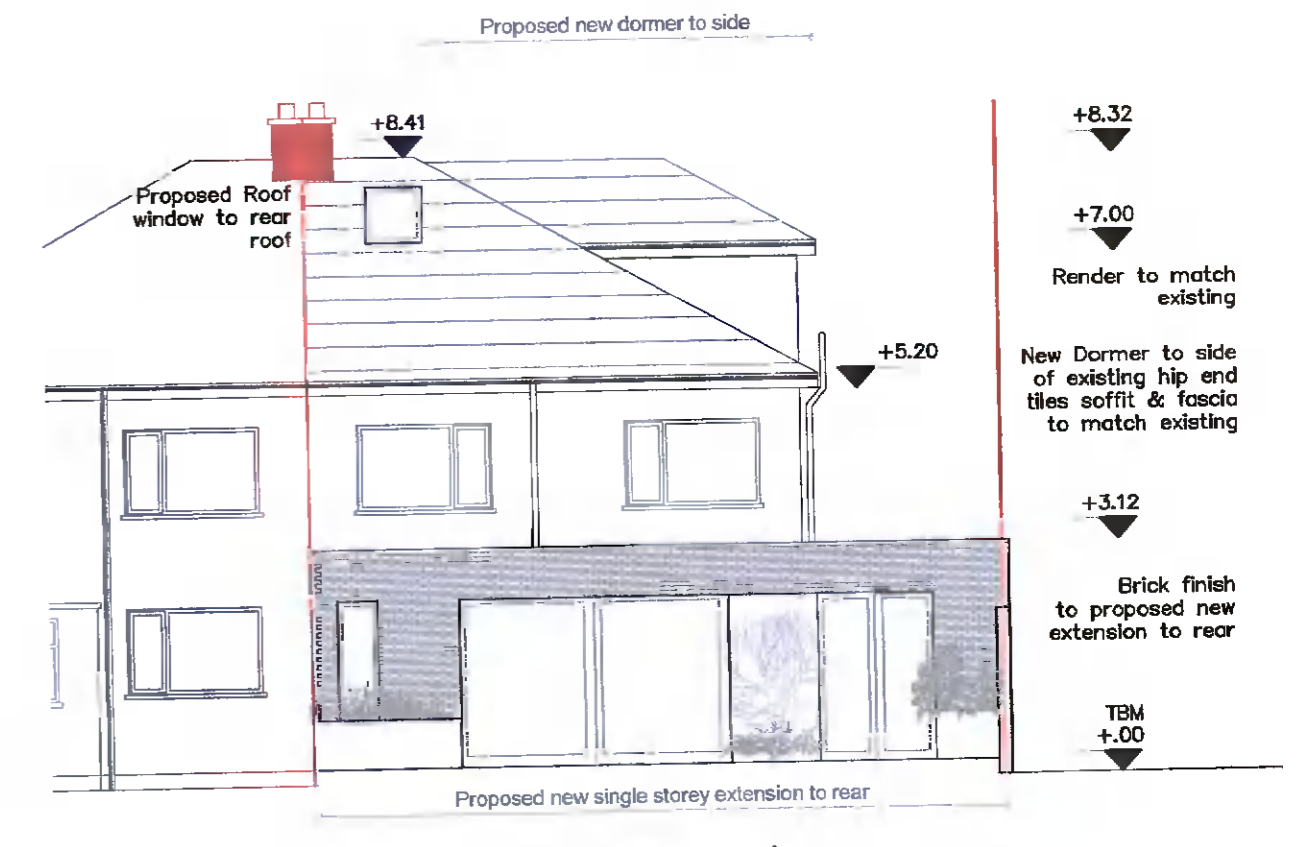 Proposed new dormer to side
+8.41
+8.32
Proposed Roof
window to rear
roof
+7.00
Render to match
existing
+5.20
New Dormer to side
of existing hip end
tiles soffit & fascia
to match existing
+3.12
Brick finish
to proposed new
extension to rear
TBM
+.00
Proposed new single storey extension to rear